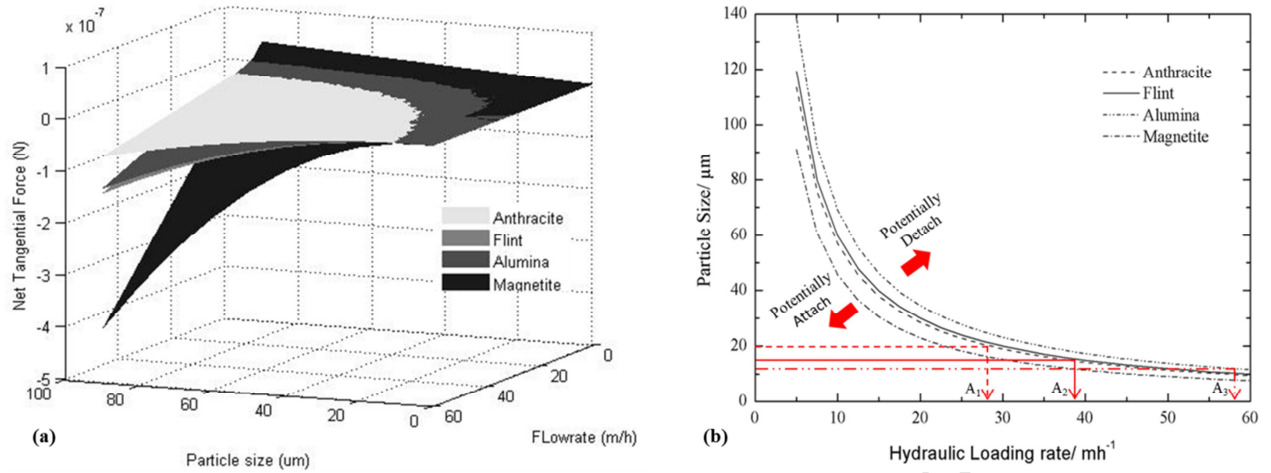 x 10⁻⁷
1
0
-1
-2
-3
-4
-5
Net Tangential Force (N)
Anthracite
Flint
Alumina
Magnetite
100
80
60
40
20
0
Particle size (um)
60
40
20
0
FLowrate (m/h)
(a)
140
120
100
80
60
40
20
0
Particle Size/ μm
Anthracite
Flint
Alumina
Magnetite
Potentially
Detach
Potentially
Attach
A₁
A₂
A₃
0
10
20
30
40
50
60
Hydraulic Loading rate/ mh⁻¹
(b)